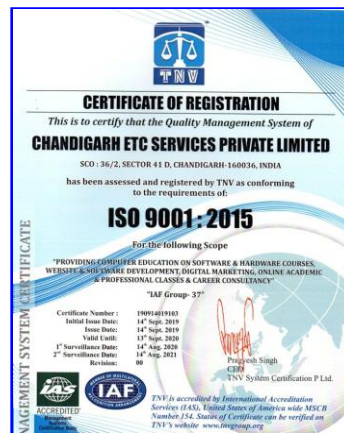 TNV
CERTIFICATE OF REGISTRATION
This is to certify that the Quality Management System of
CHANDIGARH ETC SERVICES PRIVATE LIMITED
SCO : 36/2, SECTOR 41 D, CHANDIGARH-160036, INDIA
has been assessed and registered by TNV as conforming
to the requirements of:
ISO 9001 : 2015
For the following Scope
"PROVIDING COMPUTER EDUCATION ON SOFTWARE & HARDWARE COURSES,
WEBSITE & SOFTWARE DEVELOPMENT, DIGITAL MARKETING, ONLINE ACADEMIC
& PROFESSIONAL CLASSES & CAREER CONSULTANCY"
"IAF Group- 37"
Certificate Number : 190914019103
Initial Issue Date: 14th Sept. 2019
Issue Date: 14th Sept. 2019
Valid Until: 13th Sept. 2020
1st Surveillance Date: 14th Aug. 2020
2nd Surveillance Date: 14th Aug. 2021
Revision: 00
Pragyesh Singh
CEO
TNV System Certification P Ltd.
NAGEMENT SYSTEM CERTIFICATE
IAS
ACCREDITED
Management
Systems
Certification Body
IAF
TNV is accredited by International Accreditation
Services (IAS), United States of America wide MSCB
Number.154. Status of Certificate can be verified on
TNV's website www.tnvgroup.org